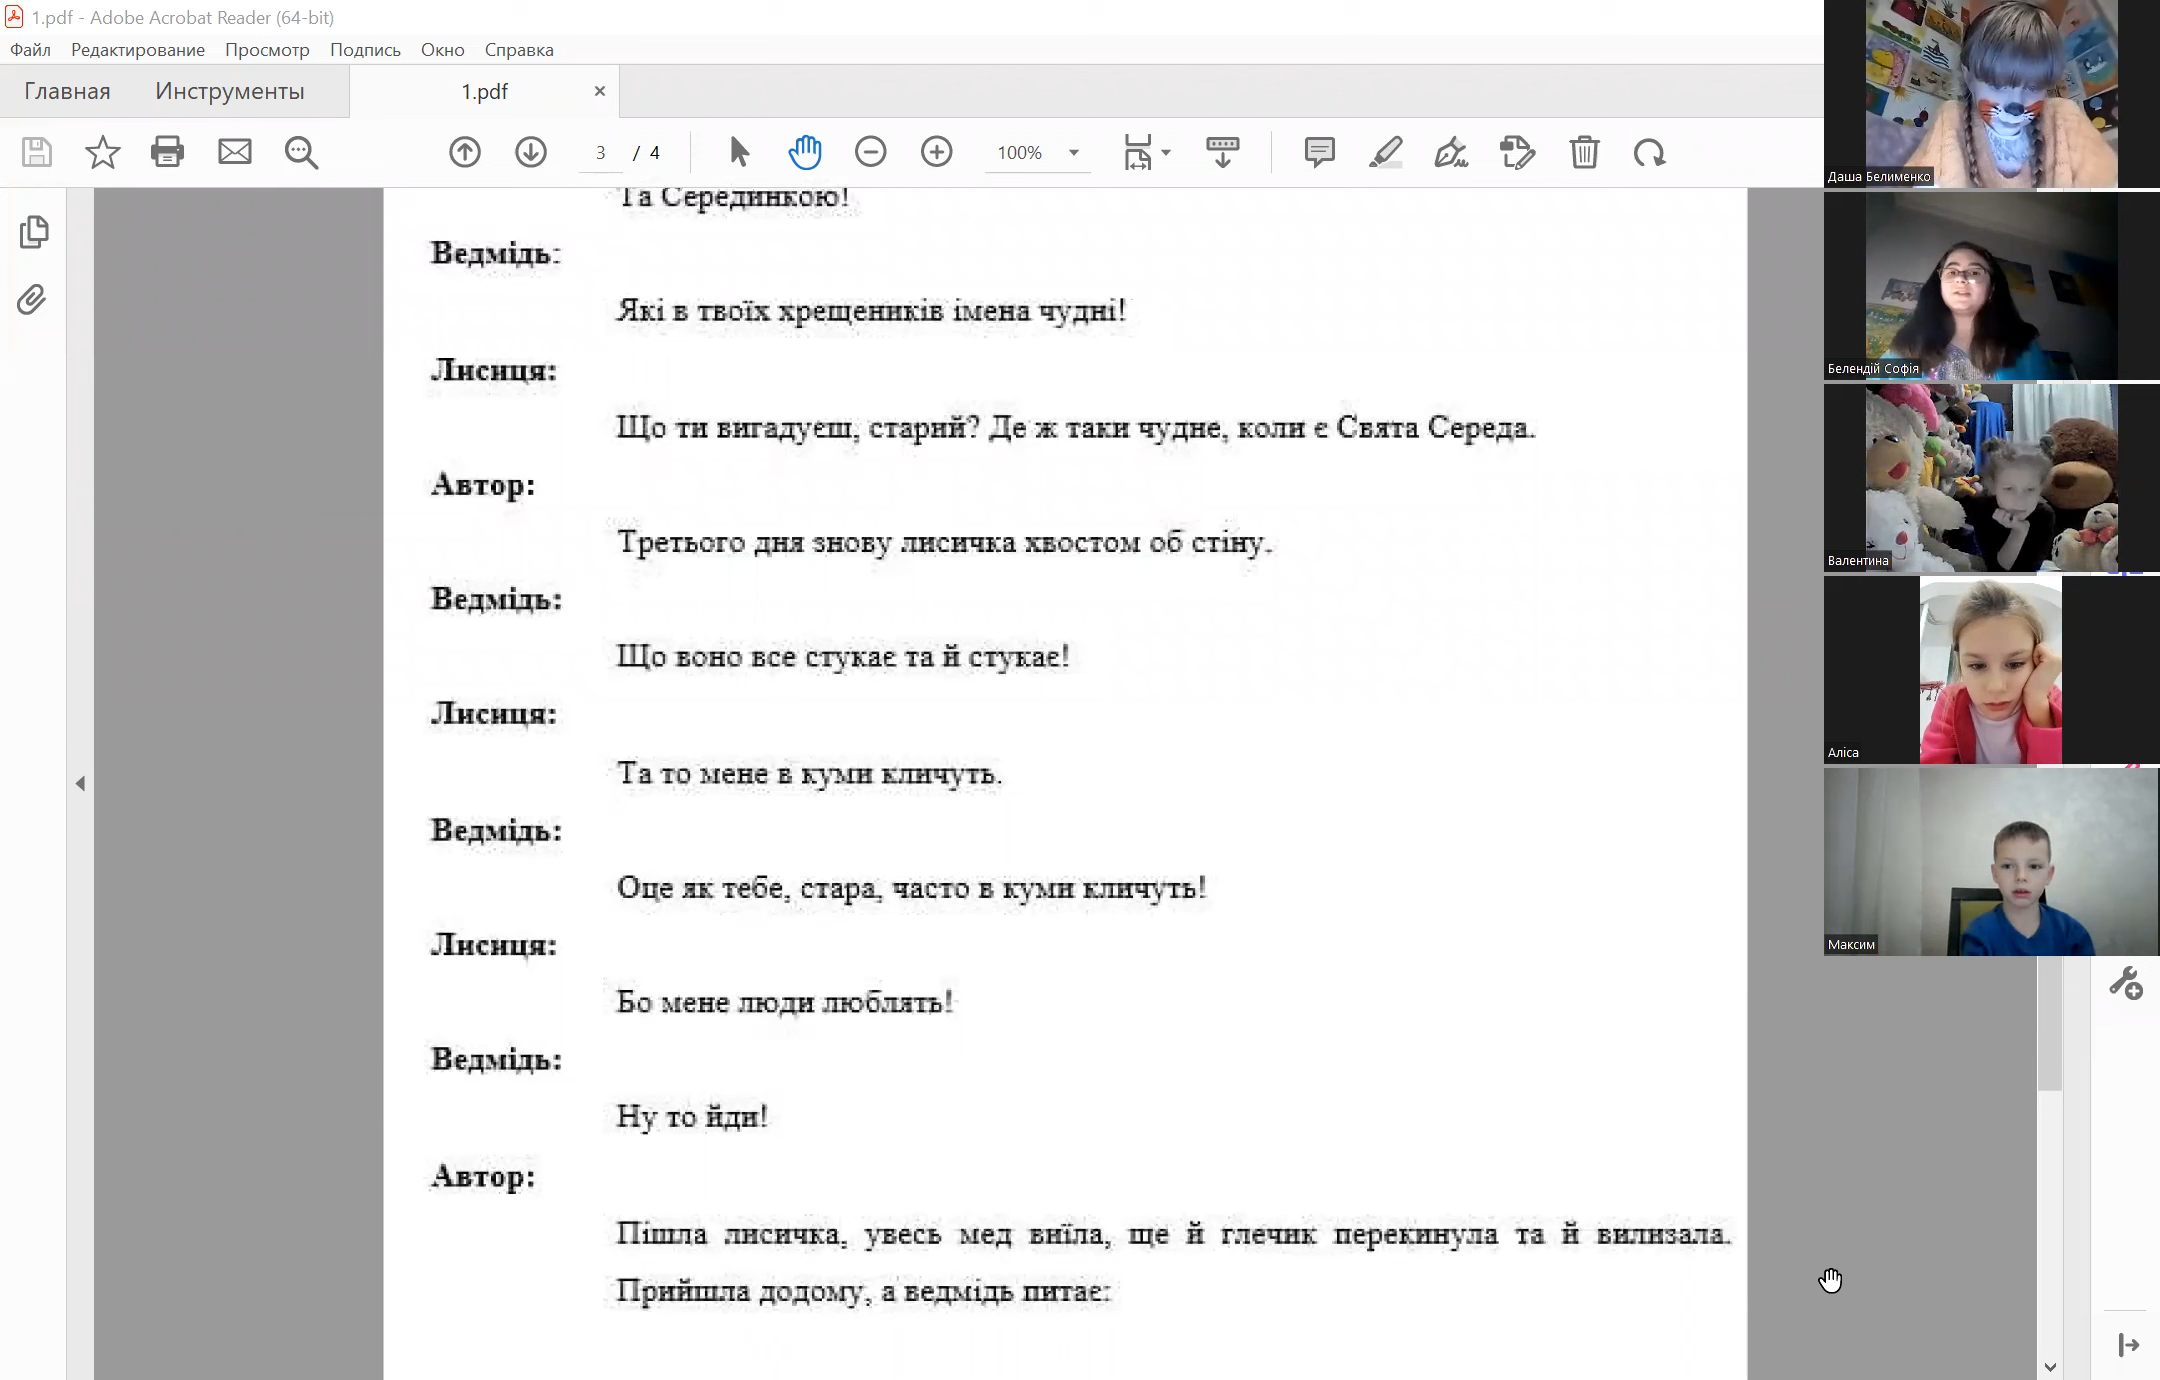 1.pdf - Adobe Acrobat Reader (64-bit)
Файл Редактирование Просмотр Подпись Окно Справка
Главная Инструменты 1.pdf
3 / 4 100%
Та Серединкою!
Ведмідь:
Які в твоїх хрещеників імена чудні!
Лисиця:
Що ти вигадуєш, старий? Де ж таки чудне, коли є Свята Середа.
Автор:
Третього дня знову лисичка хвостом об стіну.
Ведмідь:
Що воно все стукає та й стукає!
Лисиця:
Та то мене в куми кличуть.
Ведмідь:
Оце як тебе, стара, часто в куми кличуть!
Лисиця:
Бо мене люди люблять!
Ведмідь:
Ну то йди!
Автор:
Пішла лисичка, увесь мед виїла, ще й глечик перекинула та й вилизала.
Прийшла додому, а ведмідь питає:
Даша Белименко
Белендій Софія
Валентина
Аліса
Максим